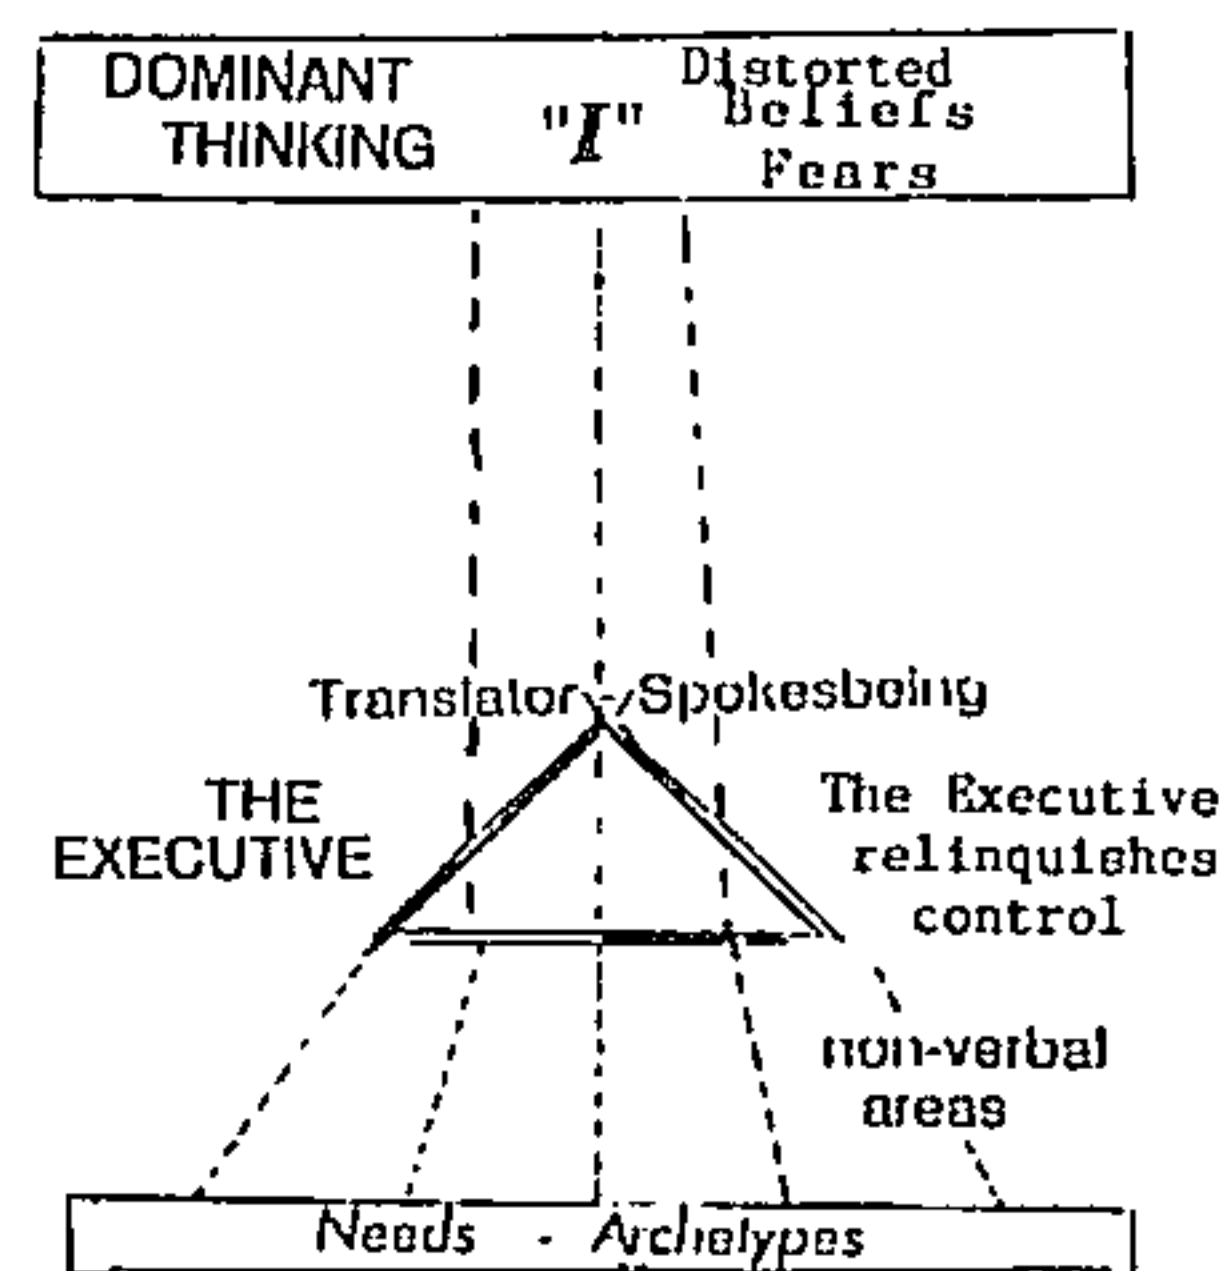 DOMINANT
THINKING
"I"
Distorted
Beliefs
Fears
Translator - Spokesbeing
THE
EXECUTIVE
The Executive
relinquishes
control
non-verbal
areas
Needs - Archetypes